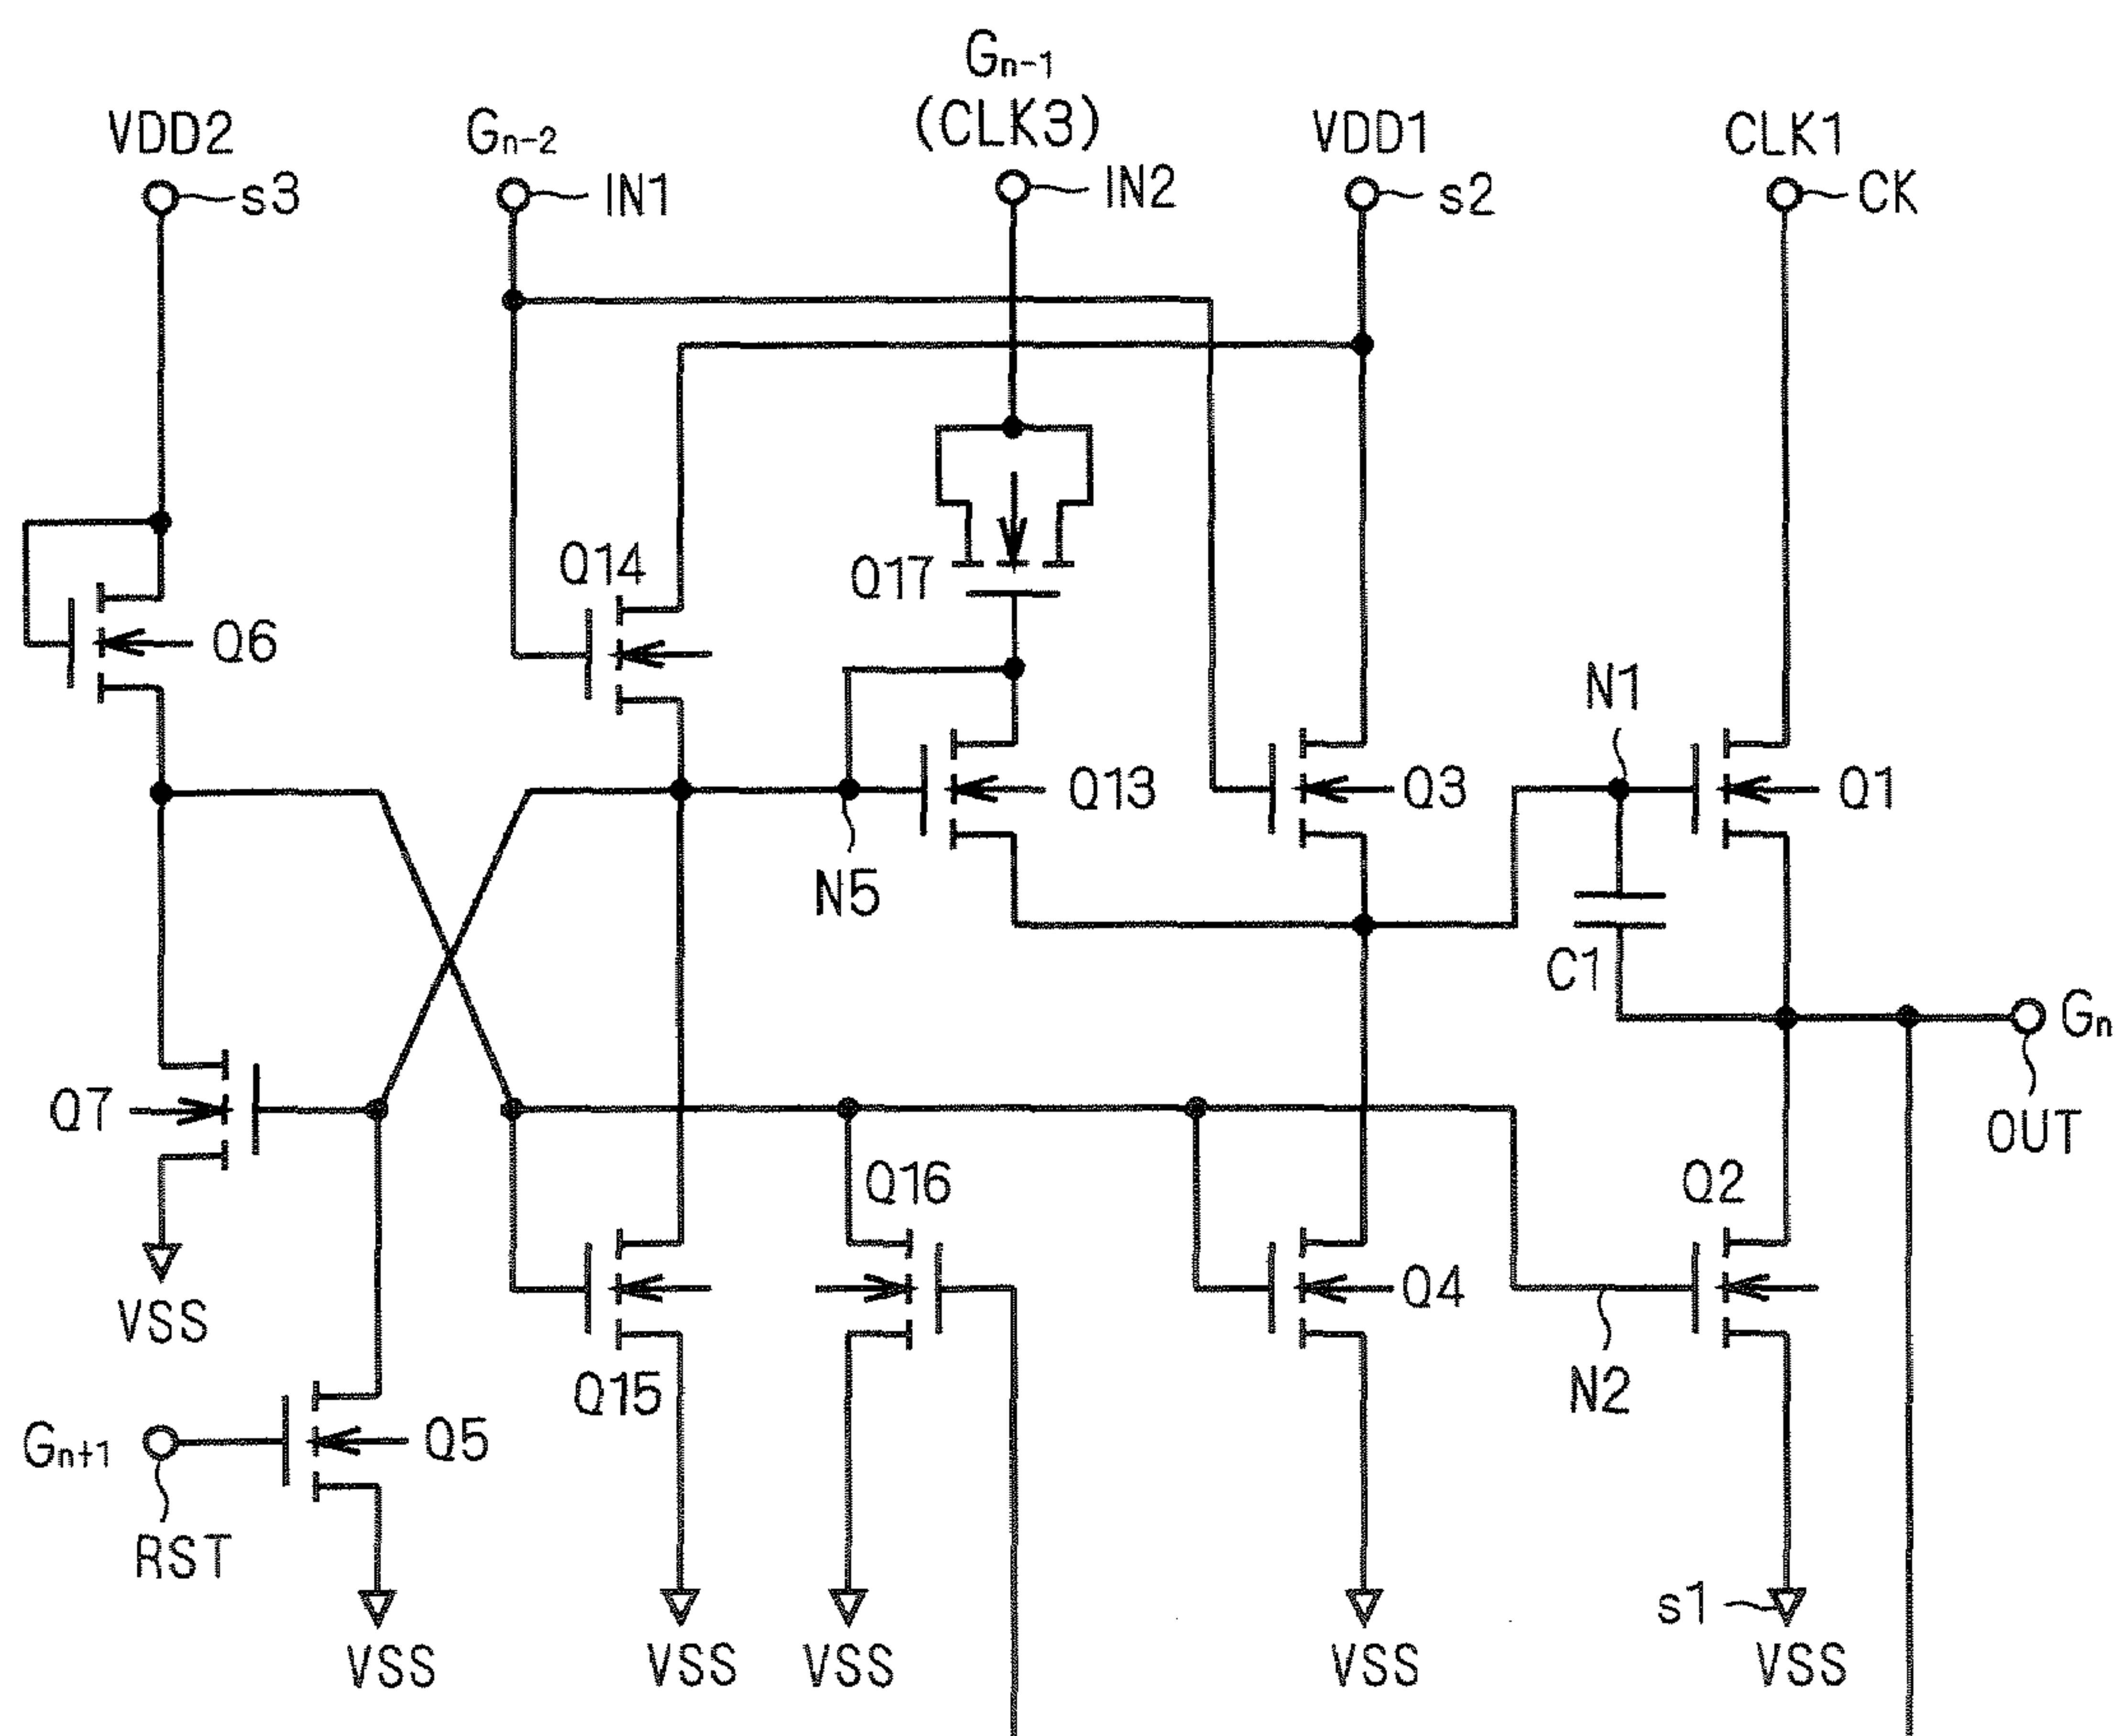 Gn-1
VDD2
Gn-2
(CLK3)
VDD1
CLK1
s3
IN1
IN2
s2
CK
Q14
Q17
Q6
N1
Q13
Q3
Q1
N5
C1
Gn
Q7
OUT
Q16
Q2
Q4
VSS
Q15
N2
Gn+1
Q5
RST
s1
VSS
VSS
VSS
VSS
VSS